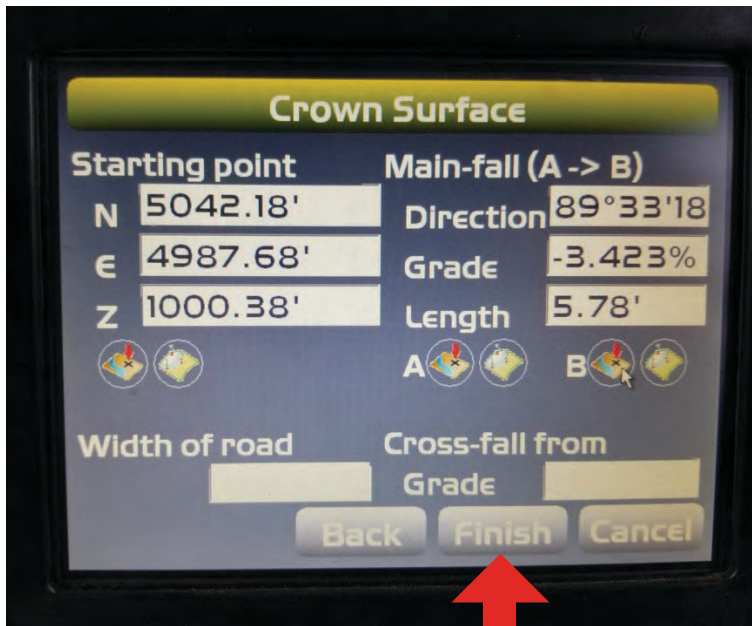 Crown Surface
Starting point
N 5042.18'
E 4987.68'
Z 1000.38'
Main-fall (A -> B)
Direction 89°33'18
Grade -3.423%
Length 5.78'
A B
Width of road
Cross-fall from
Grade
Back Finish Cancel